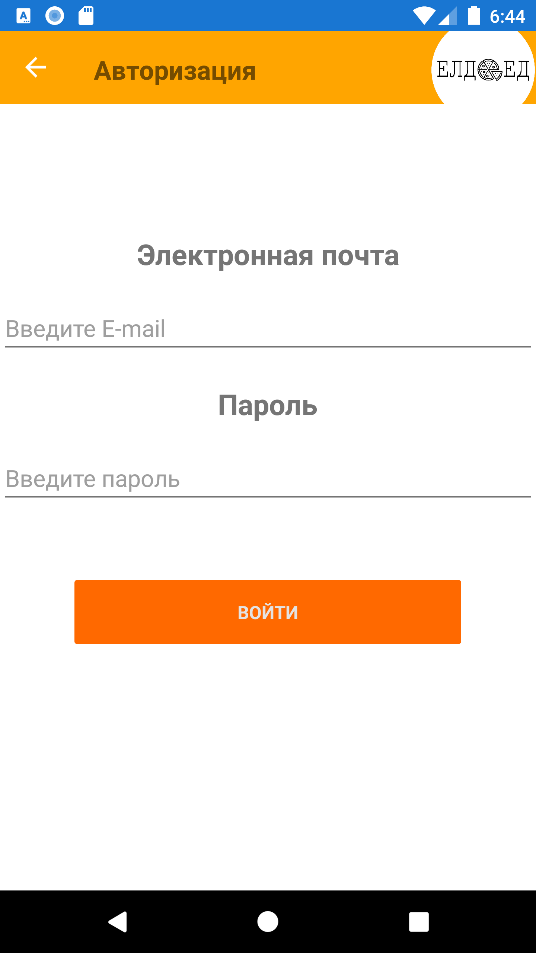 6:44
Авторизация
ЕЛДОЕД
Электронная почта
Введите E-mail
Пароль
Введите пароль
ВОЙТИ